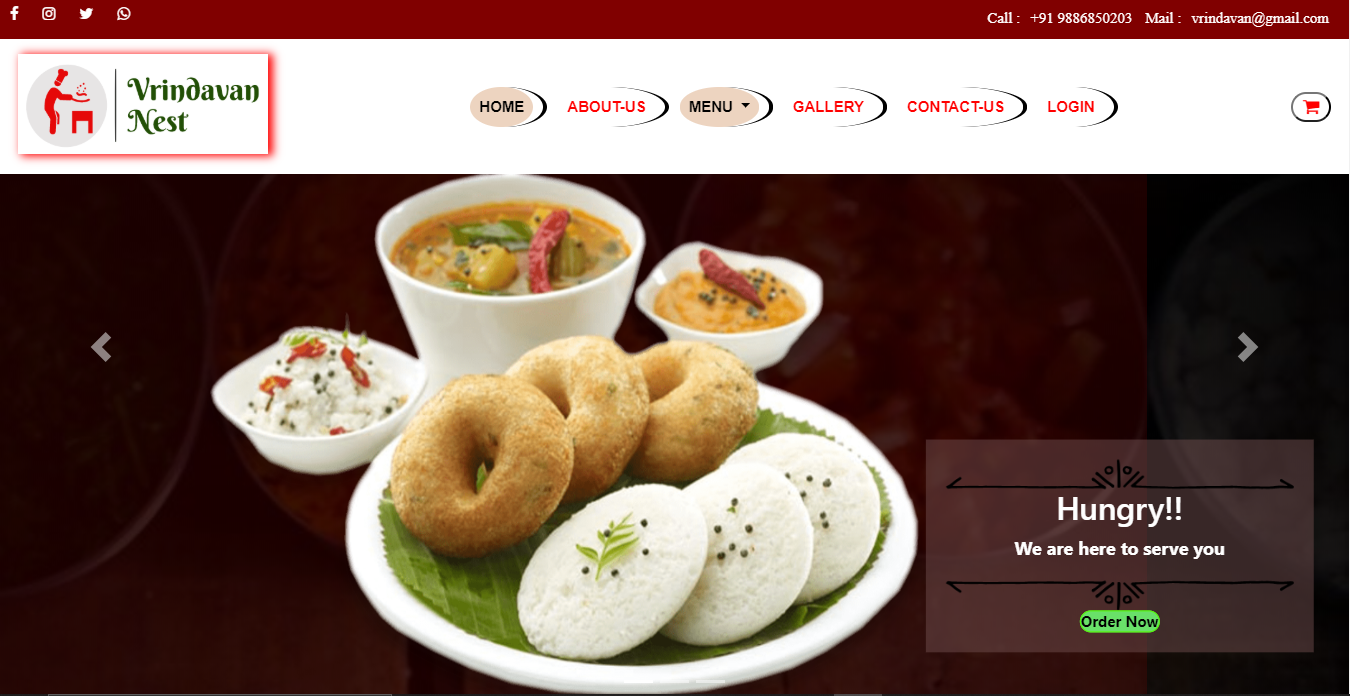 Call : +91 9886850203 Mail : vrindavan@gmail.com
Vrindavan
Nest
HOME ABOUT-US MENU GALLERY CONTACT-US LOGIN
Hungry!!
We are here to serve you
Order Now